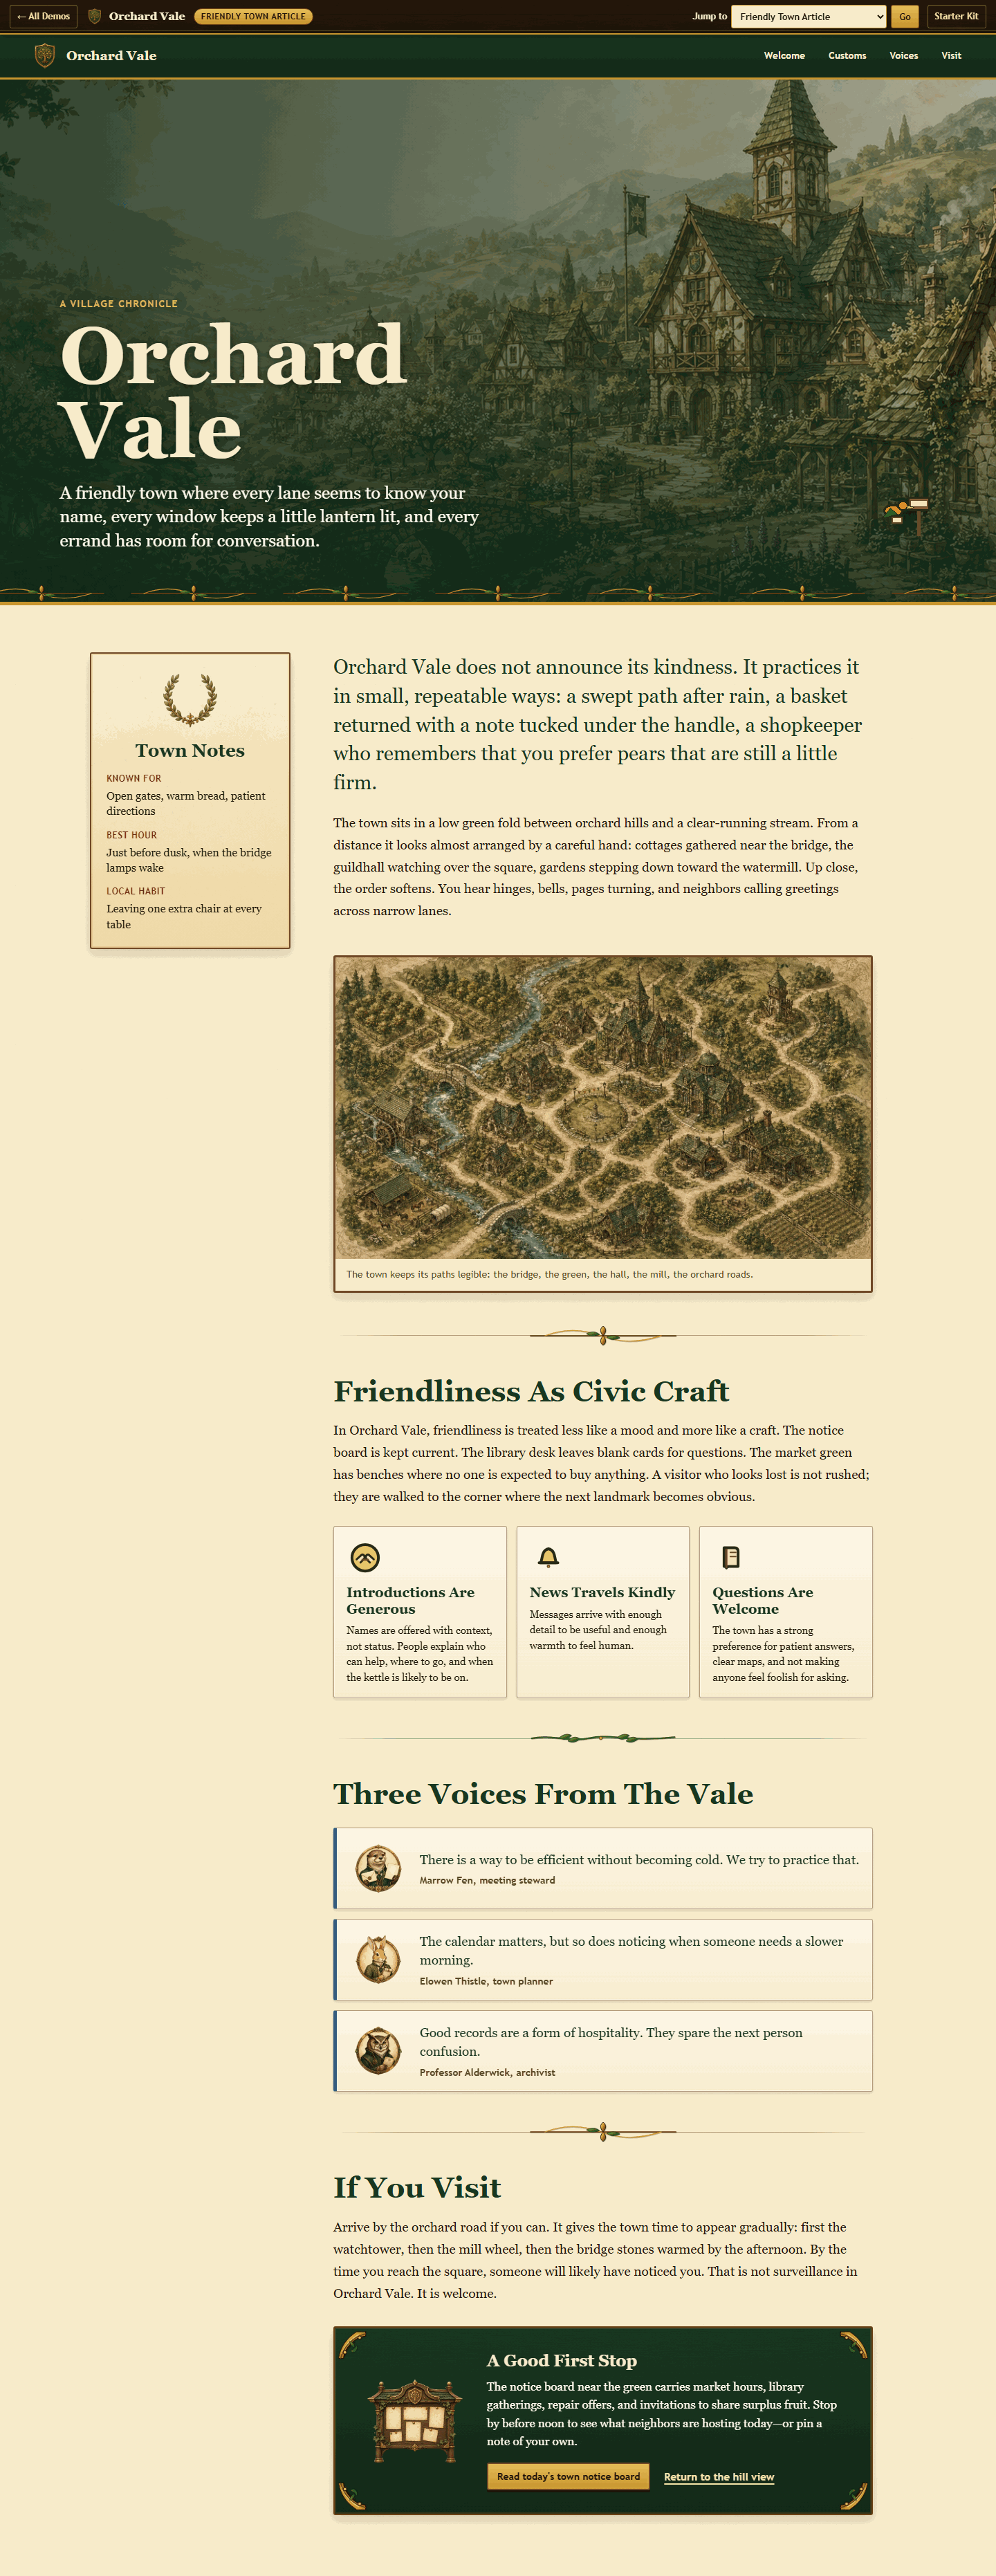 ← All Demos
Orchard Vale
FRIENDLY TOWN ARTICLE
Jump to
Friendly Town Article
Go
Starter Kit
Orchard Vale
Welcome
Customs
Voices
Visit
A VILLAGE CHRONICLE
Orchard
Vale
A friendly town where every lane seems to know your
name, every window keeps a little lantern lit, and every
errand has room for conversation.
Town Notes
KNOWN FOR
Open gates, warm bread, patient
directions
BEST HOUR
Just before dusk, when the bridge
lamps wake
LOCAL HABIT
Leaving one extra chair at every
table
Orchard Vale does not announce its kindness. It practices it
in small, repeatable ways: a swept path after rain, a basket
returned with a note tucked under the handle, a shopkeeper
who remembers that you prefer pears that are still a little
firm.
The town sits in a low green fold between orchard hills and a clear-running stream. From a
distance it looks almost arranged by a careful hand: cottages gathered near the bridge, the
guildhall watching over the square, gardens stepping down toward the watermill. Up close,
the order softens. You hear hinges, bells, pages turning, and neighbors calling greetings
across narrow lanes.
The town keeps its paths legible: the bridge, the green, the hall, the mill, the orchard roads.
Friendliness As Civic Craft
In Orchard Vale, friendliness is treated less like a mood and more like a craft. The notice
board is kept current. The library desk leaves blank cards for questions. The market green
has benches where no one is expected to buy anything. A visitor who looks lost is not rushed;
they are walked to the corner where the next landmark becomes obvious.
Introductions Are
Generous
Names are offered with context,
not status. People explain who
can help, where to go, and when
the kettle is likely to be on.
News Travels Kindly
Messages arrive with enough
detail to be useful and enough
warmth to feel human.
Questions Are
Welcome
The town has a strong
preference for patient answers,
clear maps, and not making
anyone feel foolish for asking.
Three Voices From The Vale
There is a way to be efficient without becoming cold. We try to practice that.
Marrow Fen, meeting steward
The calendar matters, but so does noticing when someone needs a slower
morning.
Elowen Thistle, town planner
Good records are a form of hospitality. They spare the next person
confusion.
Professor Alderwick, archivist
If You Visit
Arrive by the orchard road if you can. It gives the town time to appear gradually: first the
watchtower, then the mill wheel, then the bridge stones warmed by the afternoon. By the
time you reach the square, someone will likely have noticed you. That is not surveillance in
Orchard Vale. It is welcome.
A Good First Stop
The notice board near the green carries market hours, library
gatherings, repair offers, and invitations to share surplus fruit. Stop
by before noon to see what neighbors are hosting today—or pin a
note of your own.
Read today's town notice board
Return to the hill view